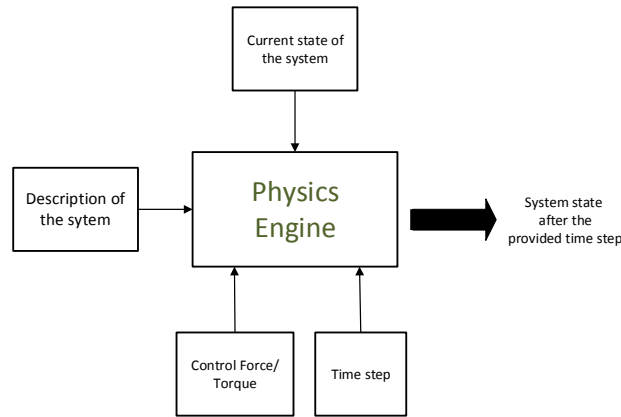 Current state of
the system
Description of
the sytem
Physics
Engine
System state
after the
provided time step
Control Force/
Torque
Time step